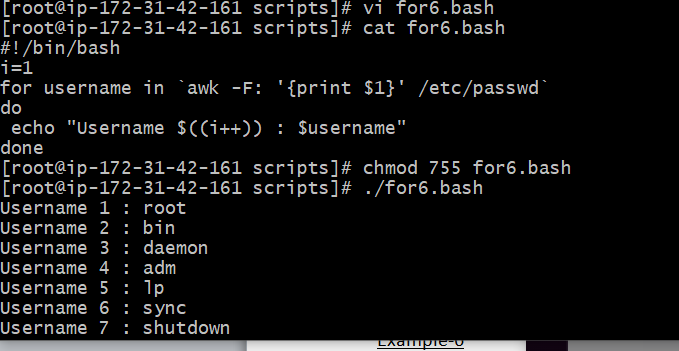 [root@ip-172-31-42-161 scripts]# vi for6.bash
[root@ip-172-31-42-161 scripts]# cat for6.bash
#!/bin/bash
i=1
for username in `awk -F: '{print $1}' /etc/passwd`
do
 echo "Username $((i++)) : $username"
done
[root@ip-172-31-42-161 scripts]# chmod 755 for6.bash
[root@ip-172-31-42-161 scripts]# ./for6.bash
Username 1 : root
Username 2 : bin
Username 3 : daemon
Username 4 : adm
Username 5 : lp
Username 6 : sync
Username 7 : shutdown